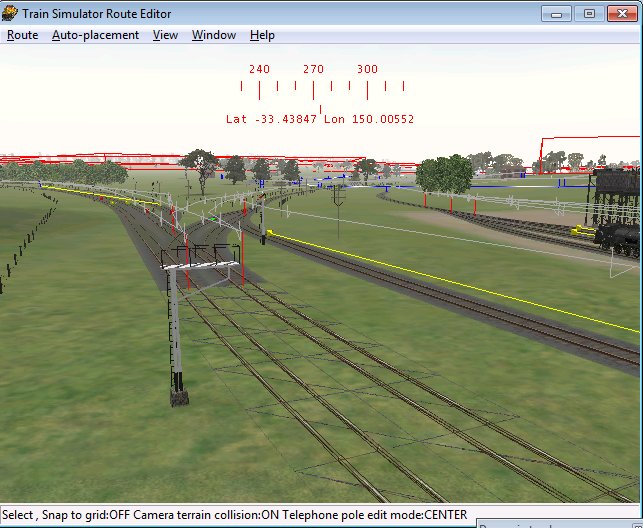 Train Simulator Route Editor
Route Auto-placement View Window Help
240 270 300
Lat -33.43847 Lon 150.00552
Select , Snap to grid:OFF Camera terrain collision:ON Telephone pole edit mode:CENTER